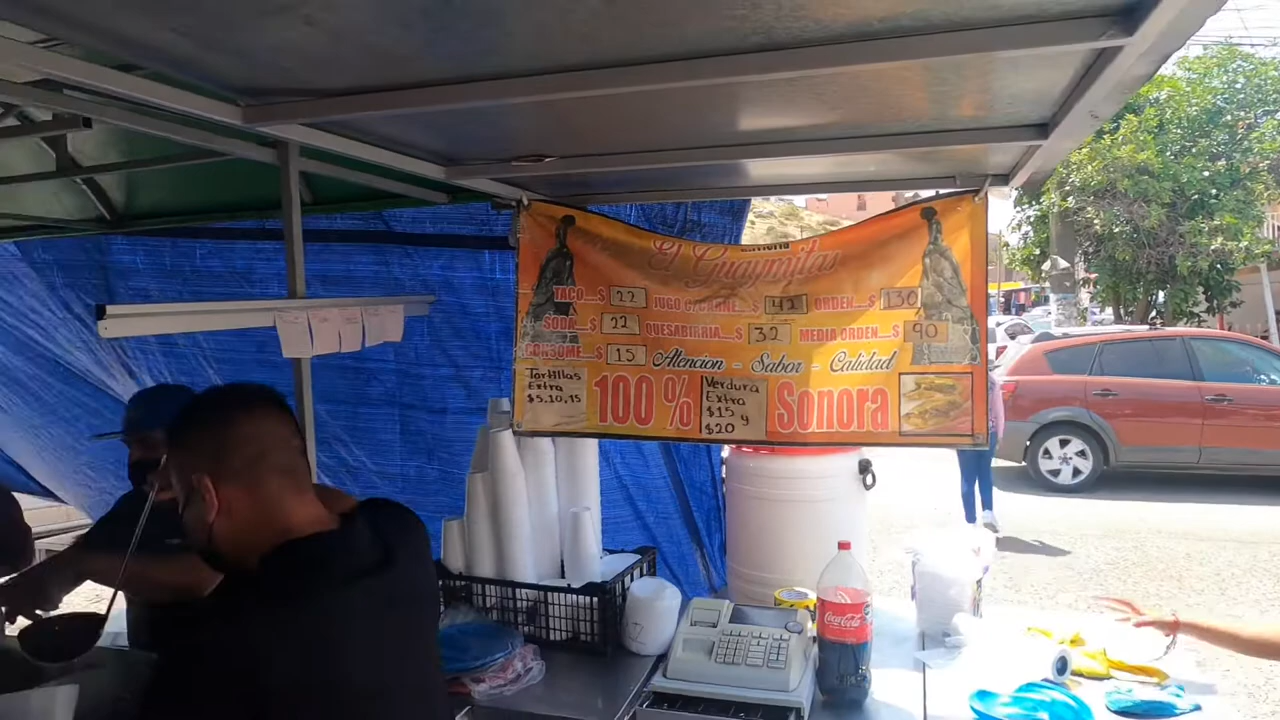 El Guaymitas
TACO...$ 22 JUGO C/CARNE...$ 42 ORDEN...$ 130
SODA...$ 22 QUESABIRRIA...$ 32 MEDIA ORDEN...$ 90
CONSOME...$ 15 Atencion - Sabor - Calidad
Tortillas
Extra
$5,10,15
100 %
Verdura
Extra
$15 y
$20
Sonora
Coca-Cola